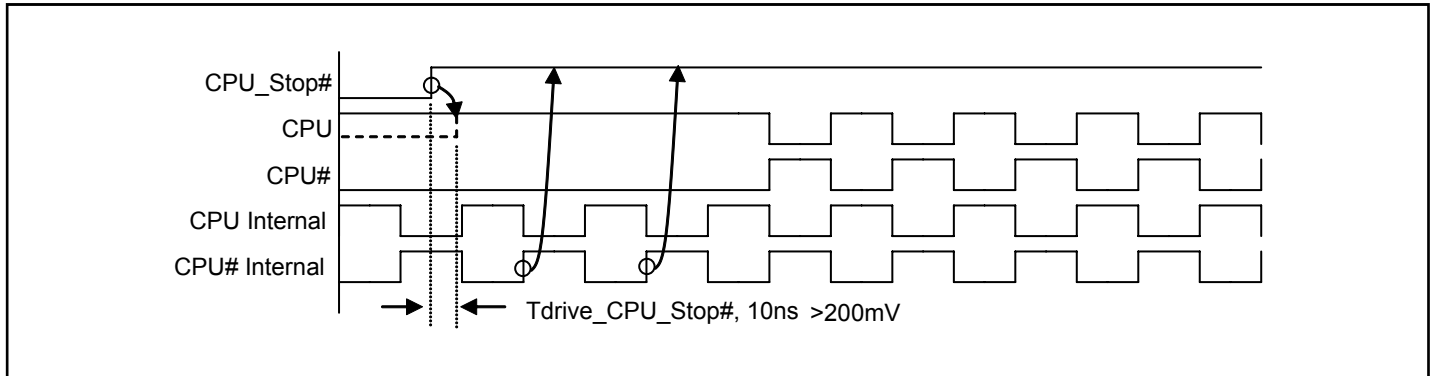 CPU_Stop#
CPU
CPU#
CPU Internal
CPU# Internal
Tdrive_CPU_Stop#, 10ns >200mV